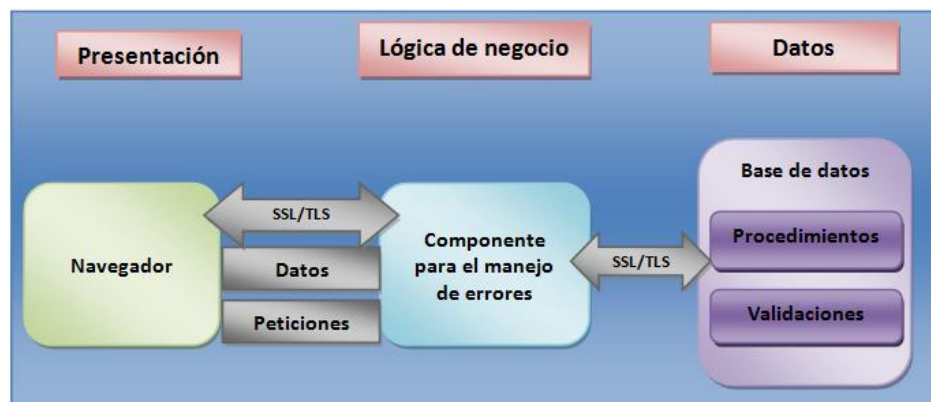 Presentación
Lógica de negocio
Datos
Navegador
SSL/TLS
Datos
Peticiones
Componente
para el manejo
de errores
SSL/TLS
Base de datos
Procedimientos
Validaciones